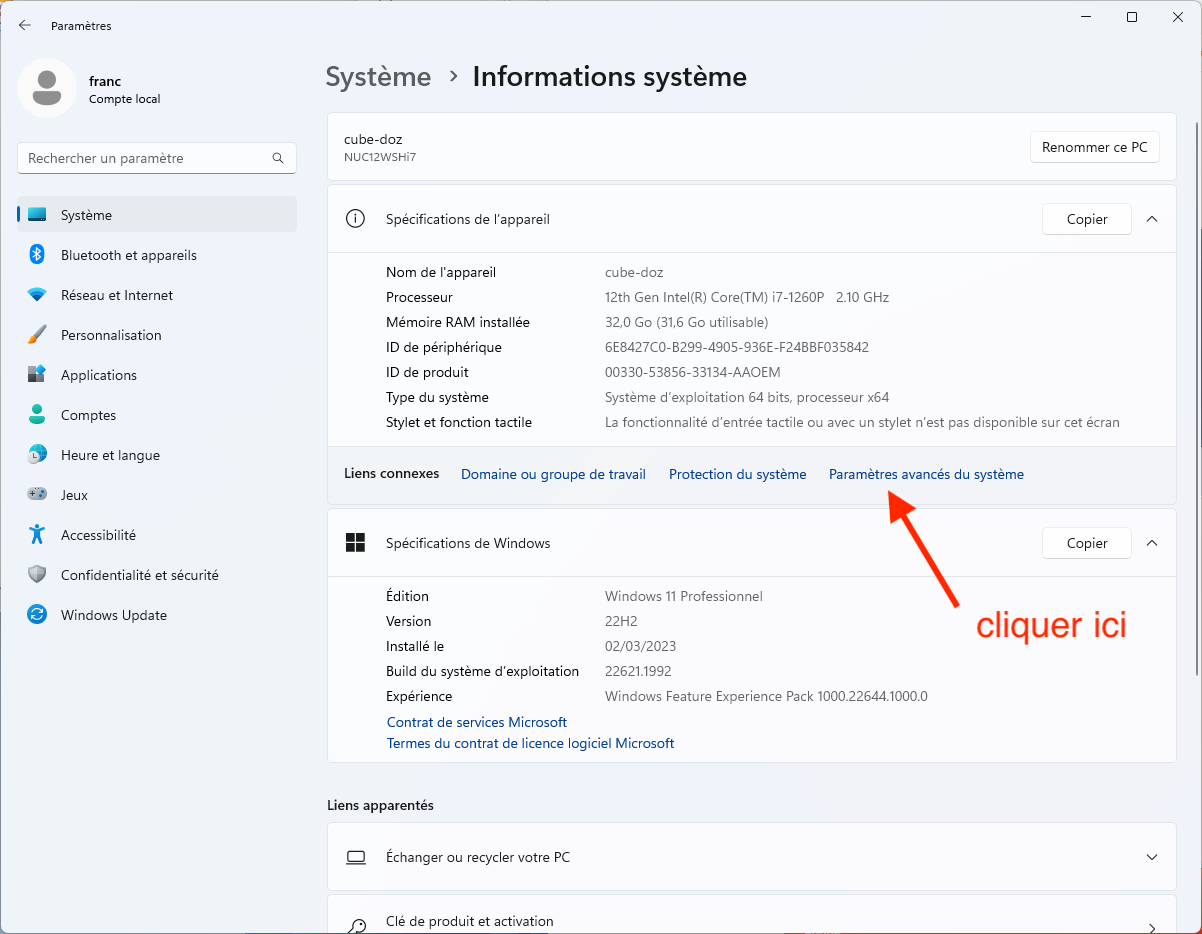 Paramètres
franc
Compte local
Rechercher un paramètre
Système
Bluetooth et appareils
Réseau et Internet
Personnalisation
Applications
Comptes
Heure et langue
Jeux
Accessibilité
Confidentialité et sécurité
Windows Update
Système › Informations système
cube-doz
NUC12WSHi7
Renommer ce PC
Spécifications de l'appareil
Copier
Nom de l'appareil cube-doz
Processeur 12th Gen Intel(R) Core(TM) i7-1260P 2.10 GHz
Mémoire RAM installée 32,0 Go (31,6 Go utilisable)
ID de périphérique 6E8427C0-B299-4905-936E-F24BBF035842
ID de produit 00330-53856-33134-AAOEM
Type du système Système d'exploitation 64 bits, processeur x64
Stylet et fonction tactile La fonctionnalité d'entrée tactile ou avec un stylet n'est pas disponible sur cet écran
Liens connexes Domaine ou groupe de travail Protection du système Paramètres avancés du système
cliquer ici
Spécifications de Windows
Copier
Édition Windows 11 Professionnel
Version 22H2
Installé le 02/03/2023
Build du système d'exploitation 22621.1992
Expérience Windows Feature Experience Pack 1000.22644.1000.0
Contrat de services Microsoft
Termes du contrat de licence logiciel Microsoft
Liens apparentés
Échanger ou recycler votre PC
Clé de produit et activation